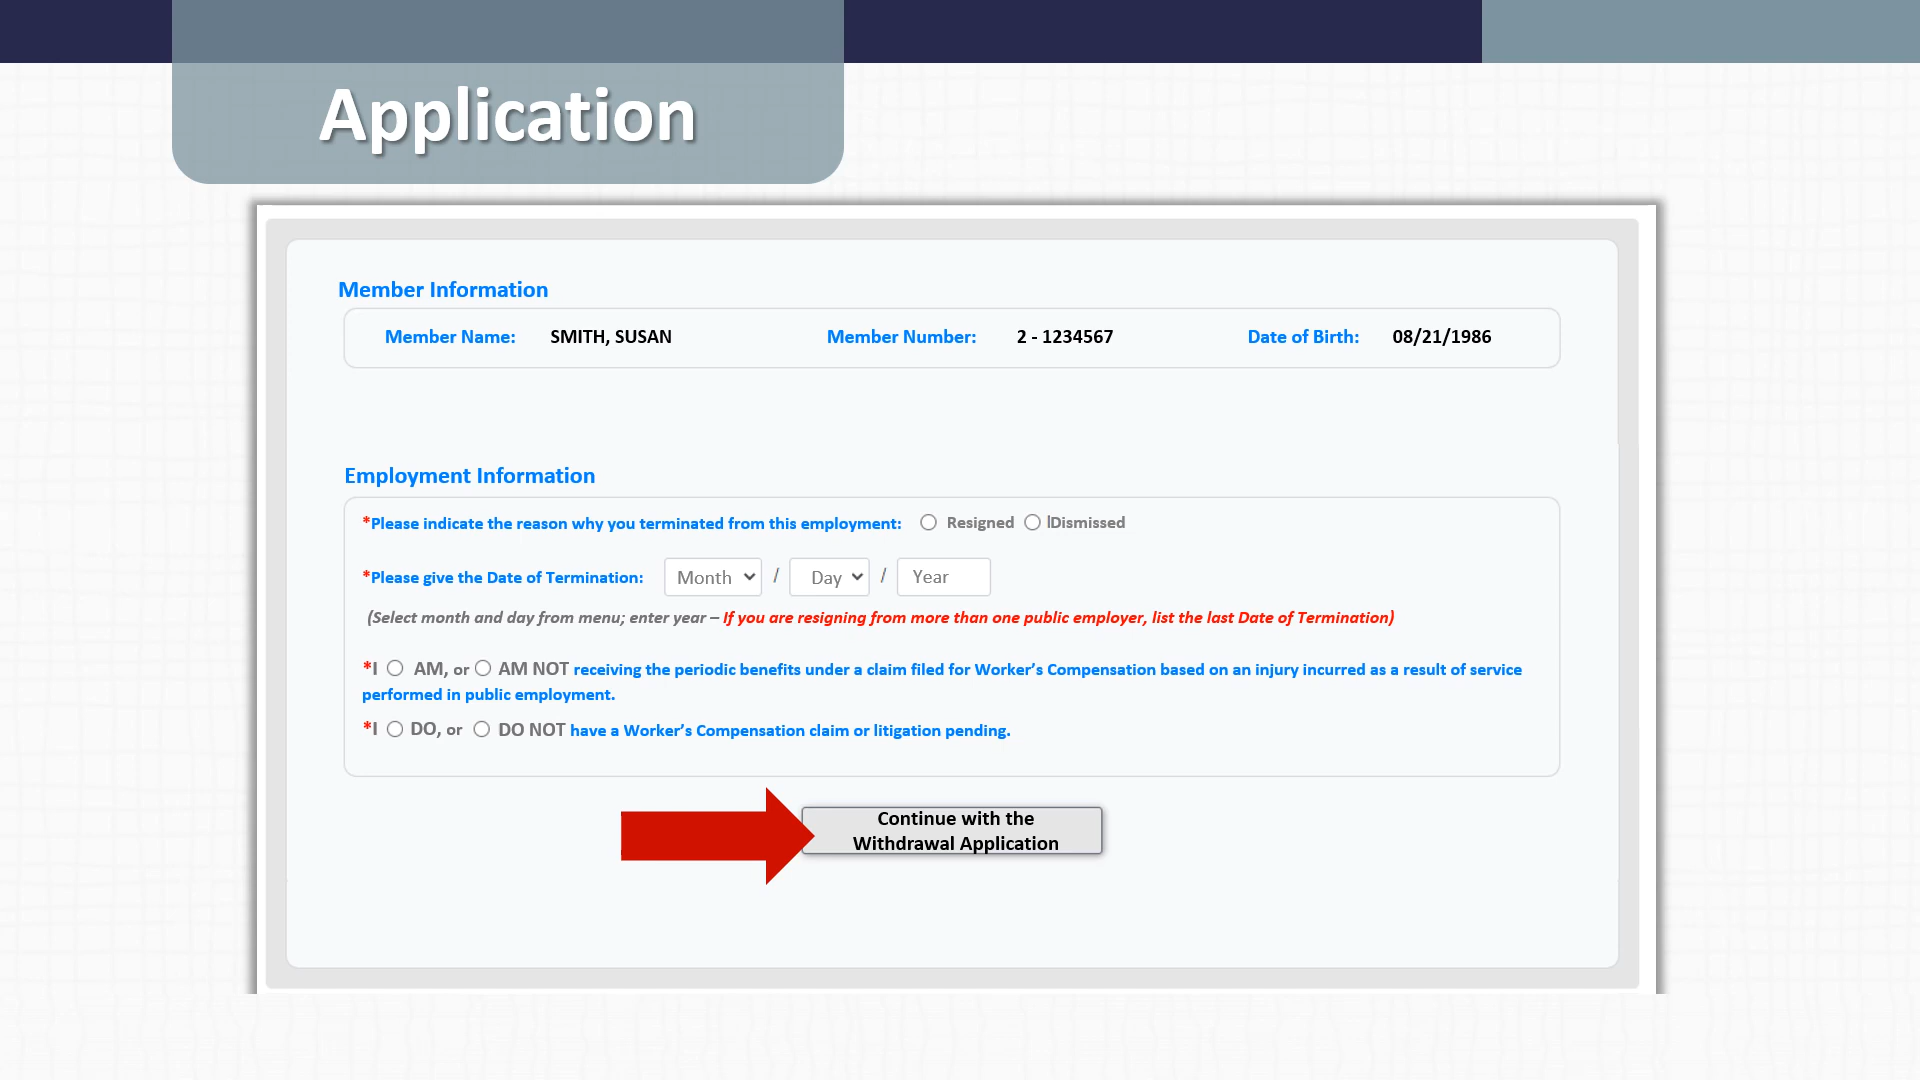 Application
Member Information
Member Name: SMITH, SUSAN Member Number: 2 - 1234567 Date of Birth: 08/21/1986
Employment Information
*Please indicate the reason why you terminated from this employment: Resigned Dismissed
*Please give the Date of Termination: Month / Day / Year
(Select month and day from menu; enter year – If you are resigning from more than one public employer, list the last Date of Termination)
*I AM, or AM NOT receiving the periodic benefits under a claim filed for Worker’s Compensation based on an injury incurred as a result of service
performed in public employment.
*I DO, or DO NOT have a Worker’s Compensation claim or litigation pending.
Continue with the
Withdrawal Application